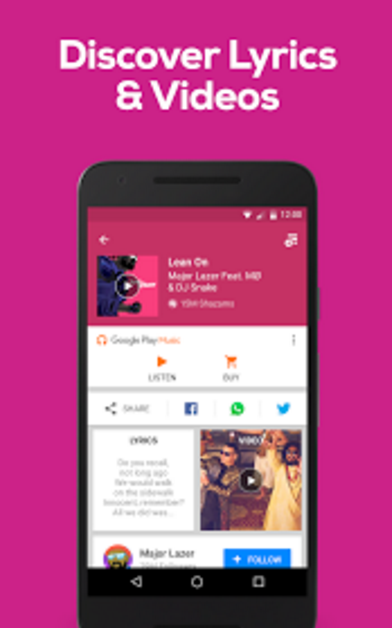 Discover Lyrics
& Videos
12:00
Lean On
Major Lazer Feat. MØ
& DJ Snake
Shazams
Google Play Music
LISTEN
BUY
SHARE
LYRICS
Do you recall,
not long ago
We would walk
on the sidewalk
Innocent, remember?
All we did was...
VIDEO
Major Lazer
Followers
+ FOLLOW